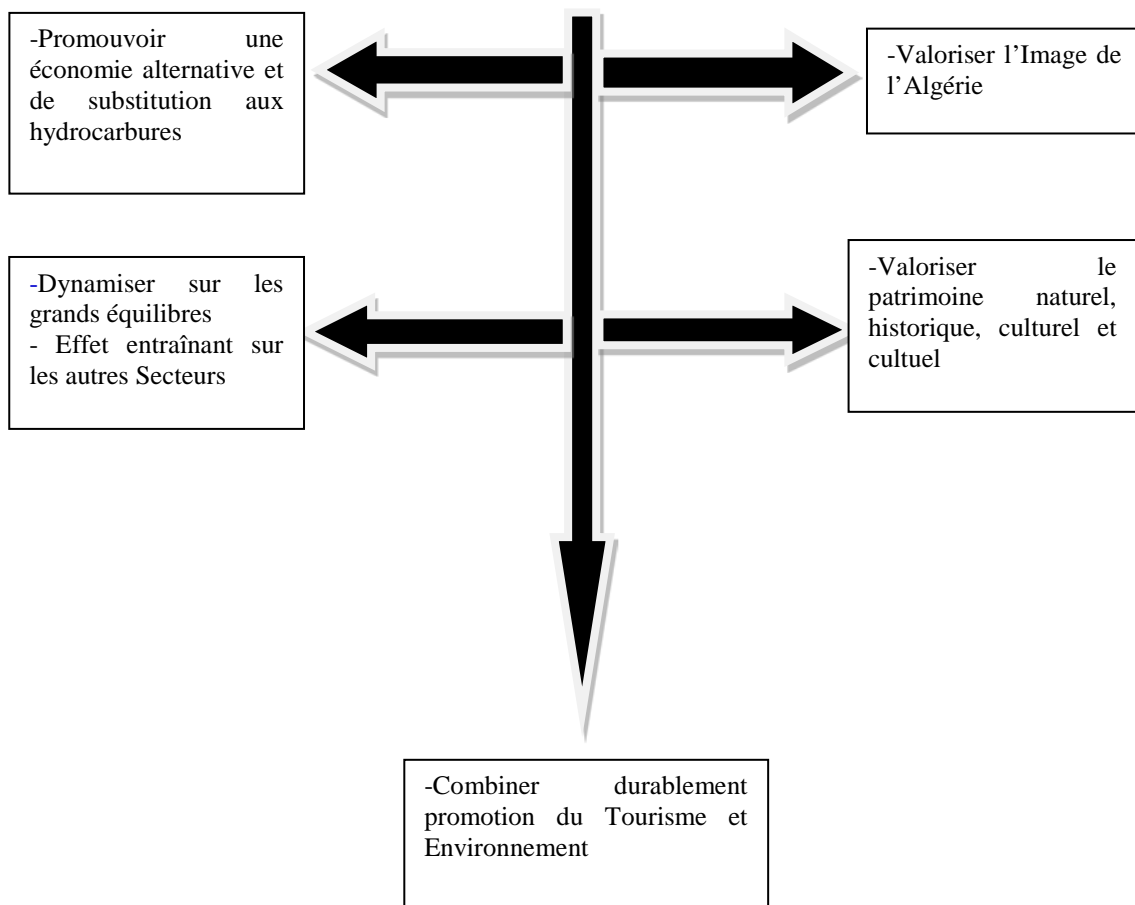 -Promouvoir une
économie alternative et
de substitution aux
hydrocarbures
-Valoriser l’Image de
l’Algérie
-Dynamiser sur les
grands équilibres
- Effet entraînant sur
les autres Secteurs
-Valoriser le
patrimoine naturel,
historique, culturel et
cultuel
-Combiner durablement
promotion du Tourisme et
Environnement